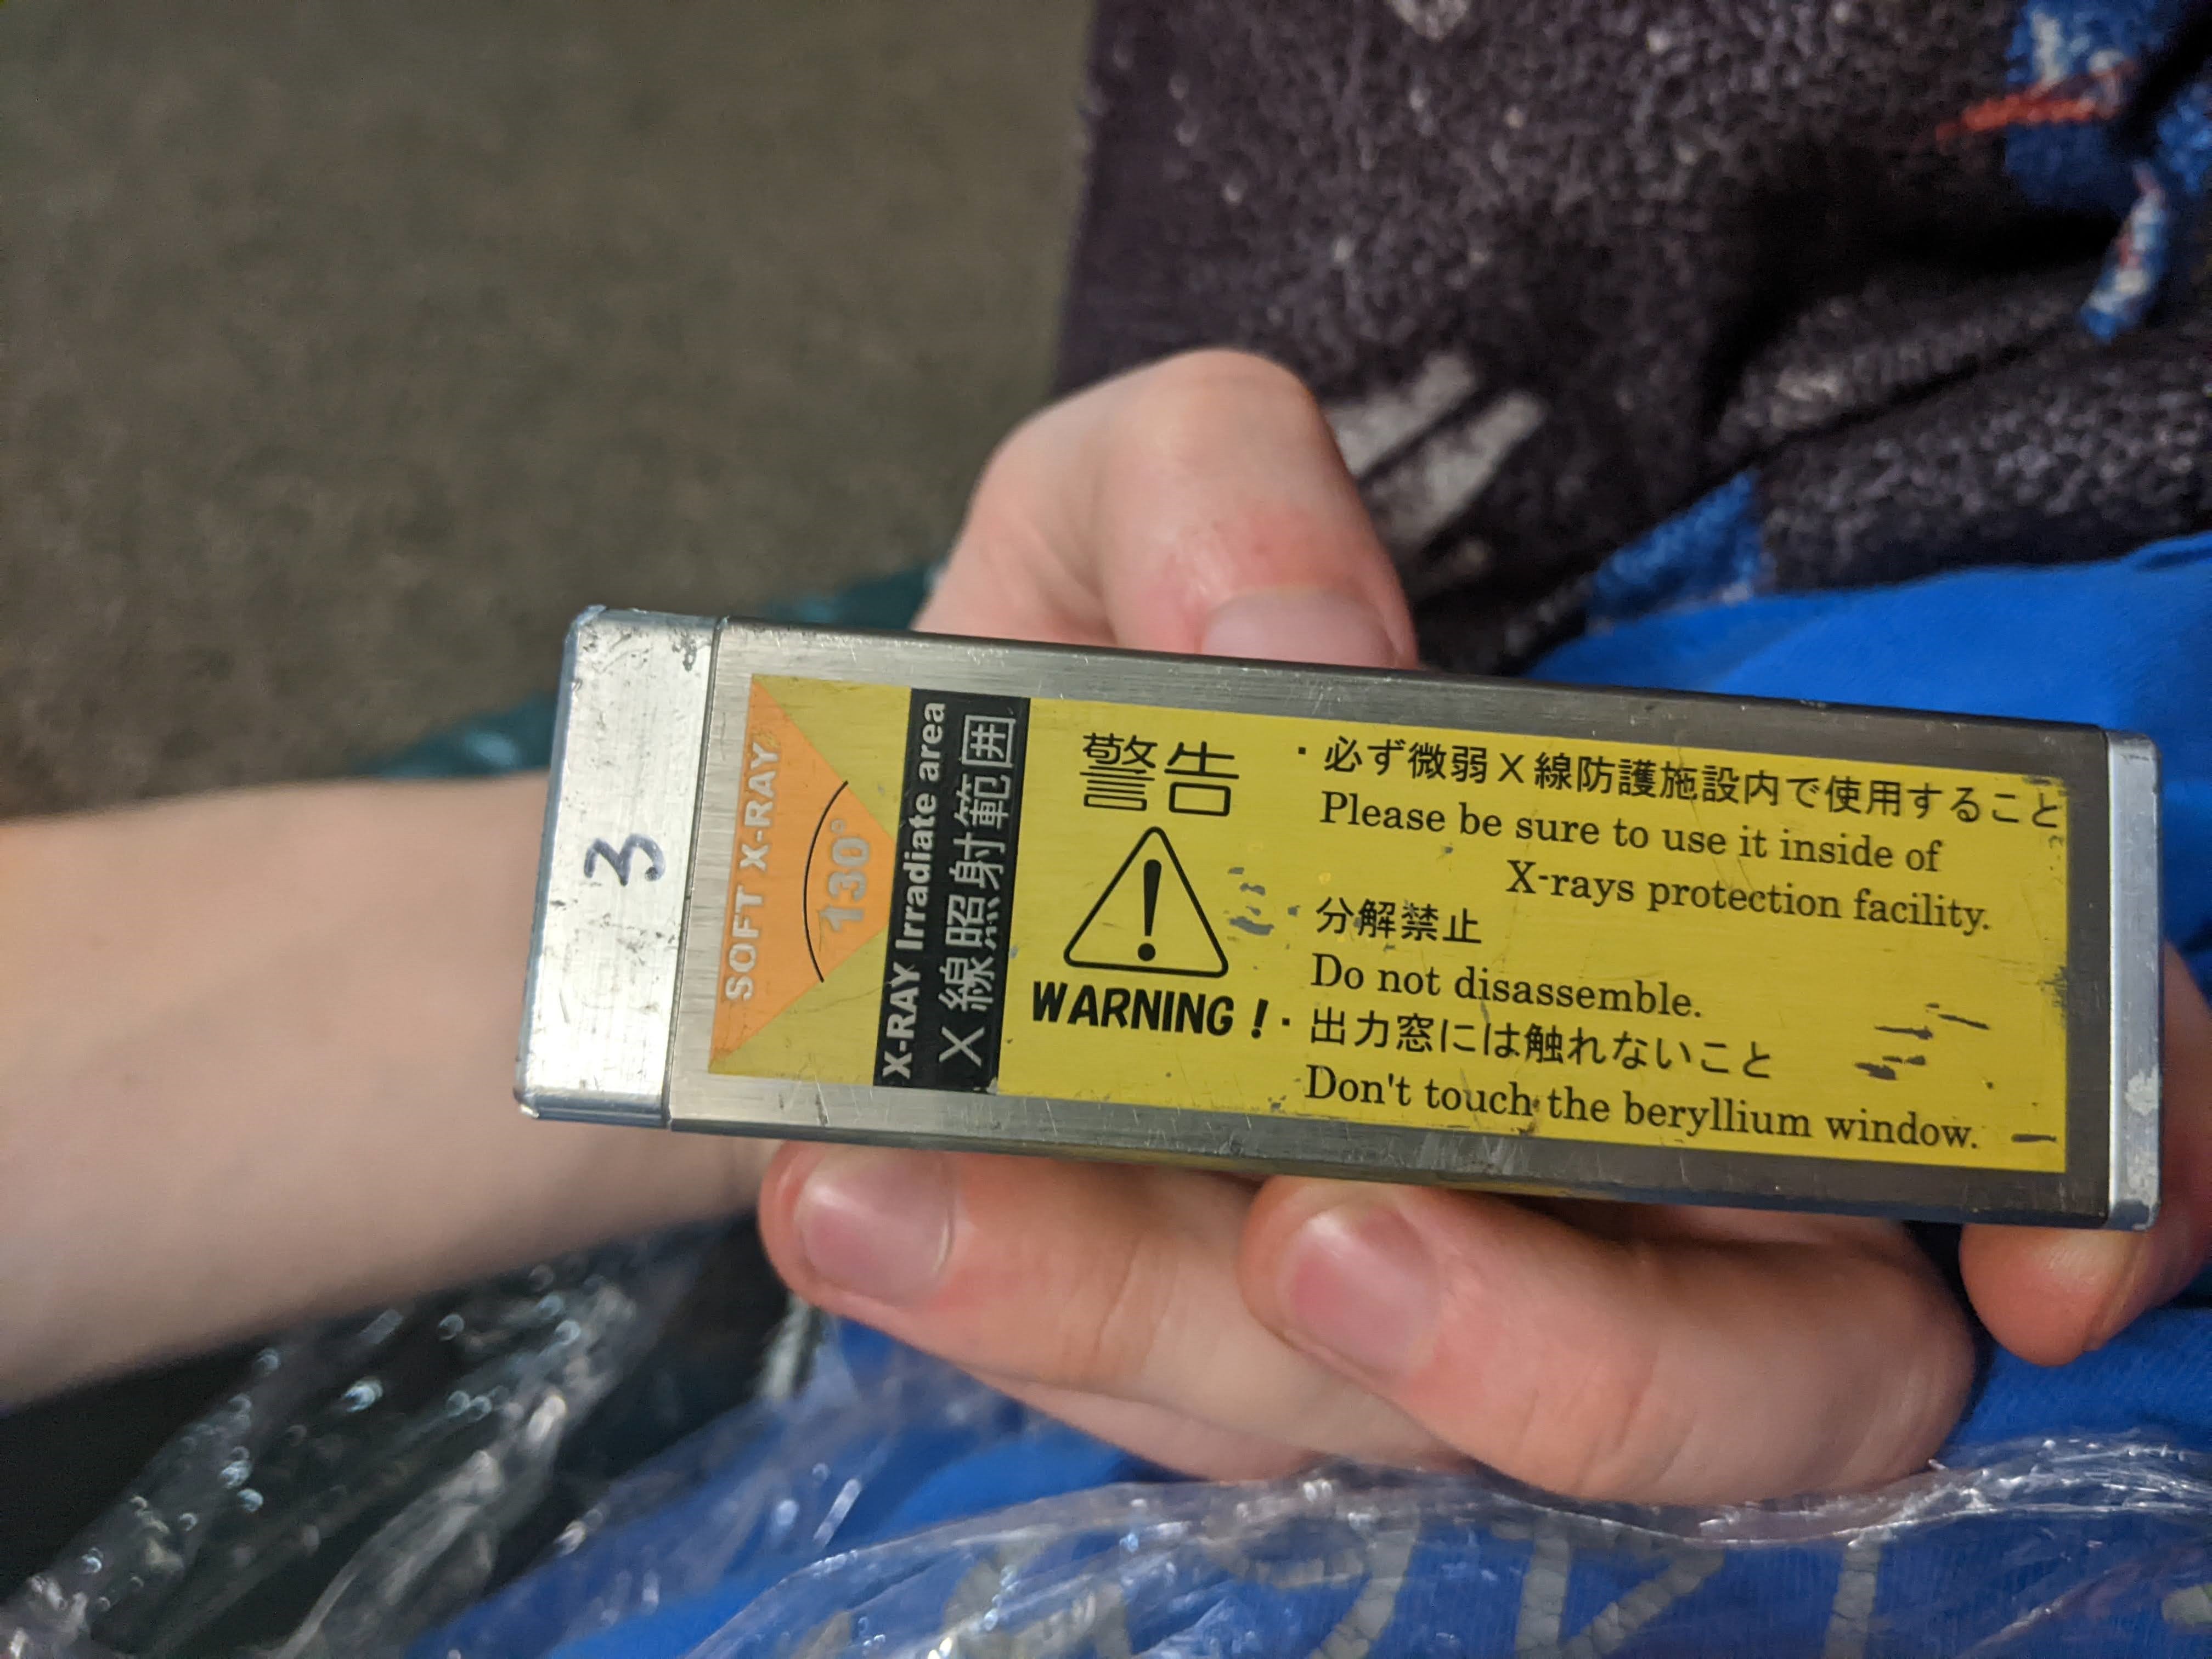 3
SOFT X-RAY
130°
X-RAY Irradiate area
X線照射範囲
警告
WARNING!
・必ず微弱X線防護施設内で使用すること
Please be sure to use it inside of
X-rays protection facility.
分解禁止
Do not disassemble.
・出力窓には触れないこと
Don't touch the beryllium window.